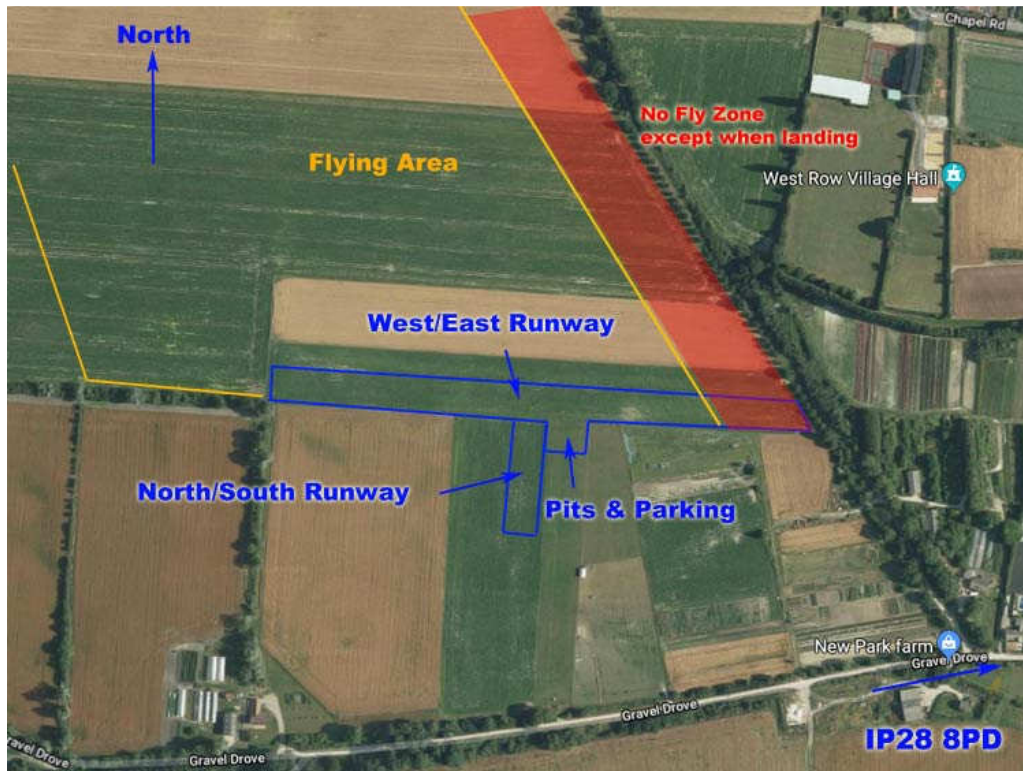 Chapel Rd
North
No Fly Zone
except when landing
Flying Area
West Row Village Hall
West/East Runway
North/South Runway
Pits & Parking
New Park farm
Gravel Drove
Gravel Drove
Gravel Drove
ravel Drove
IP28 8PD